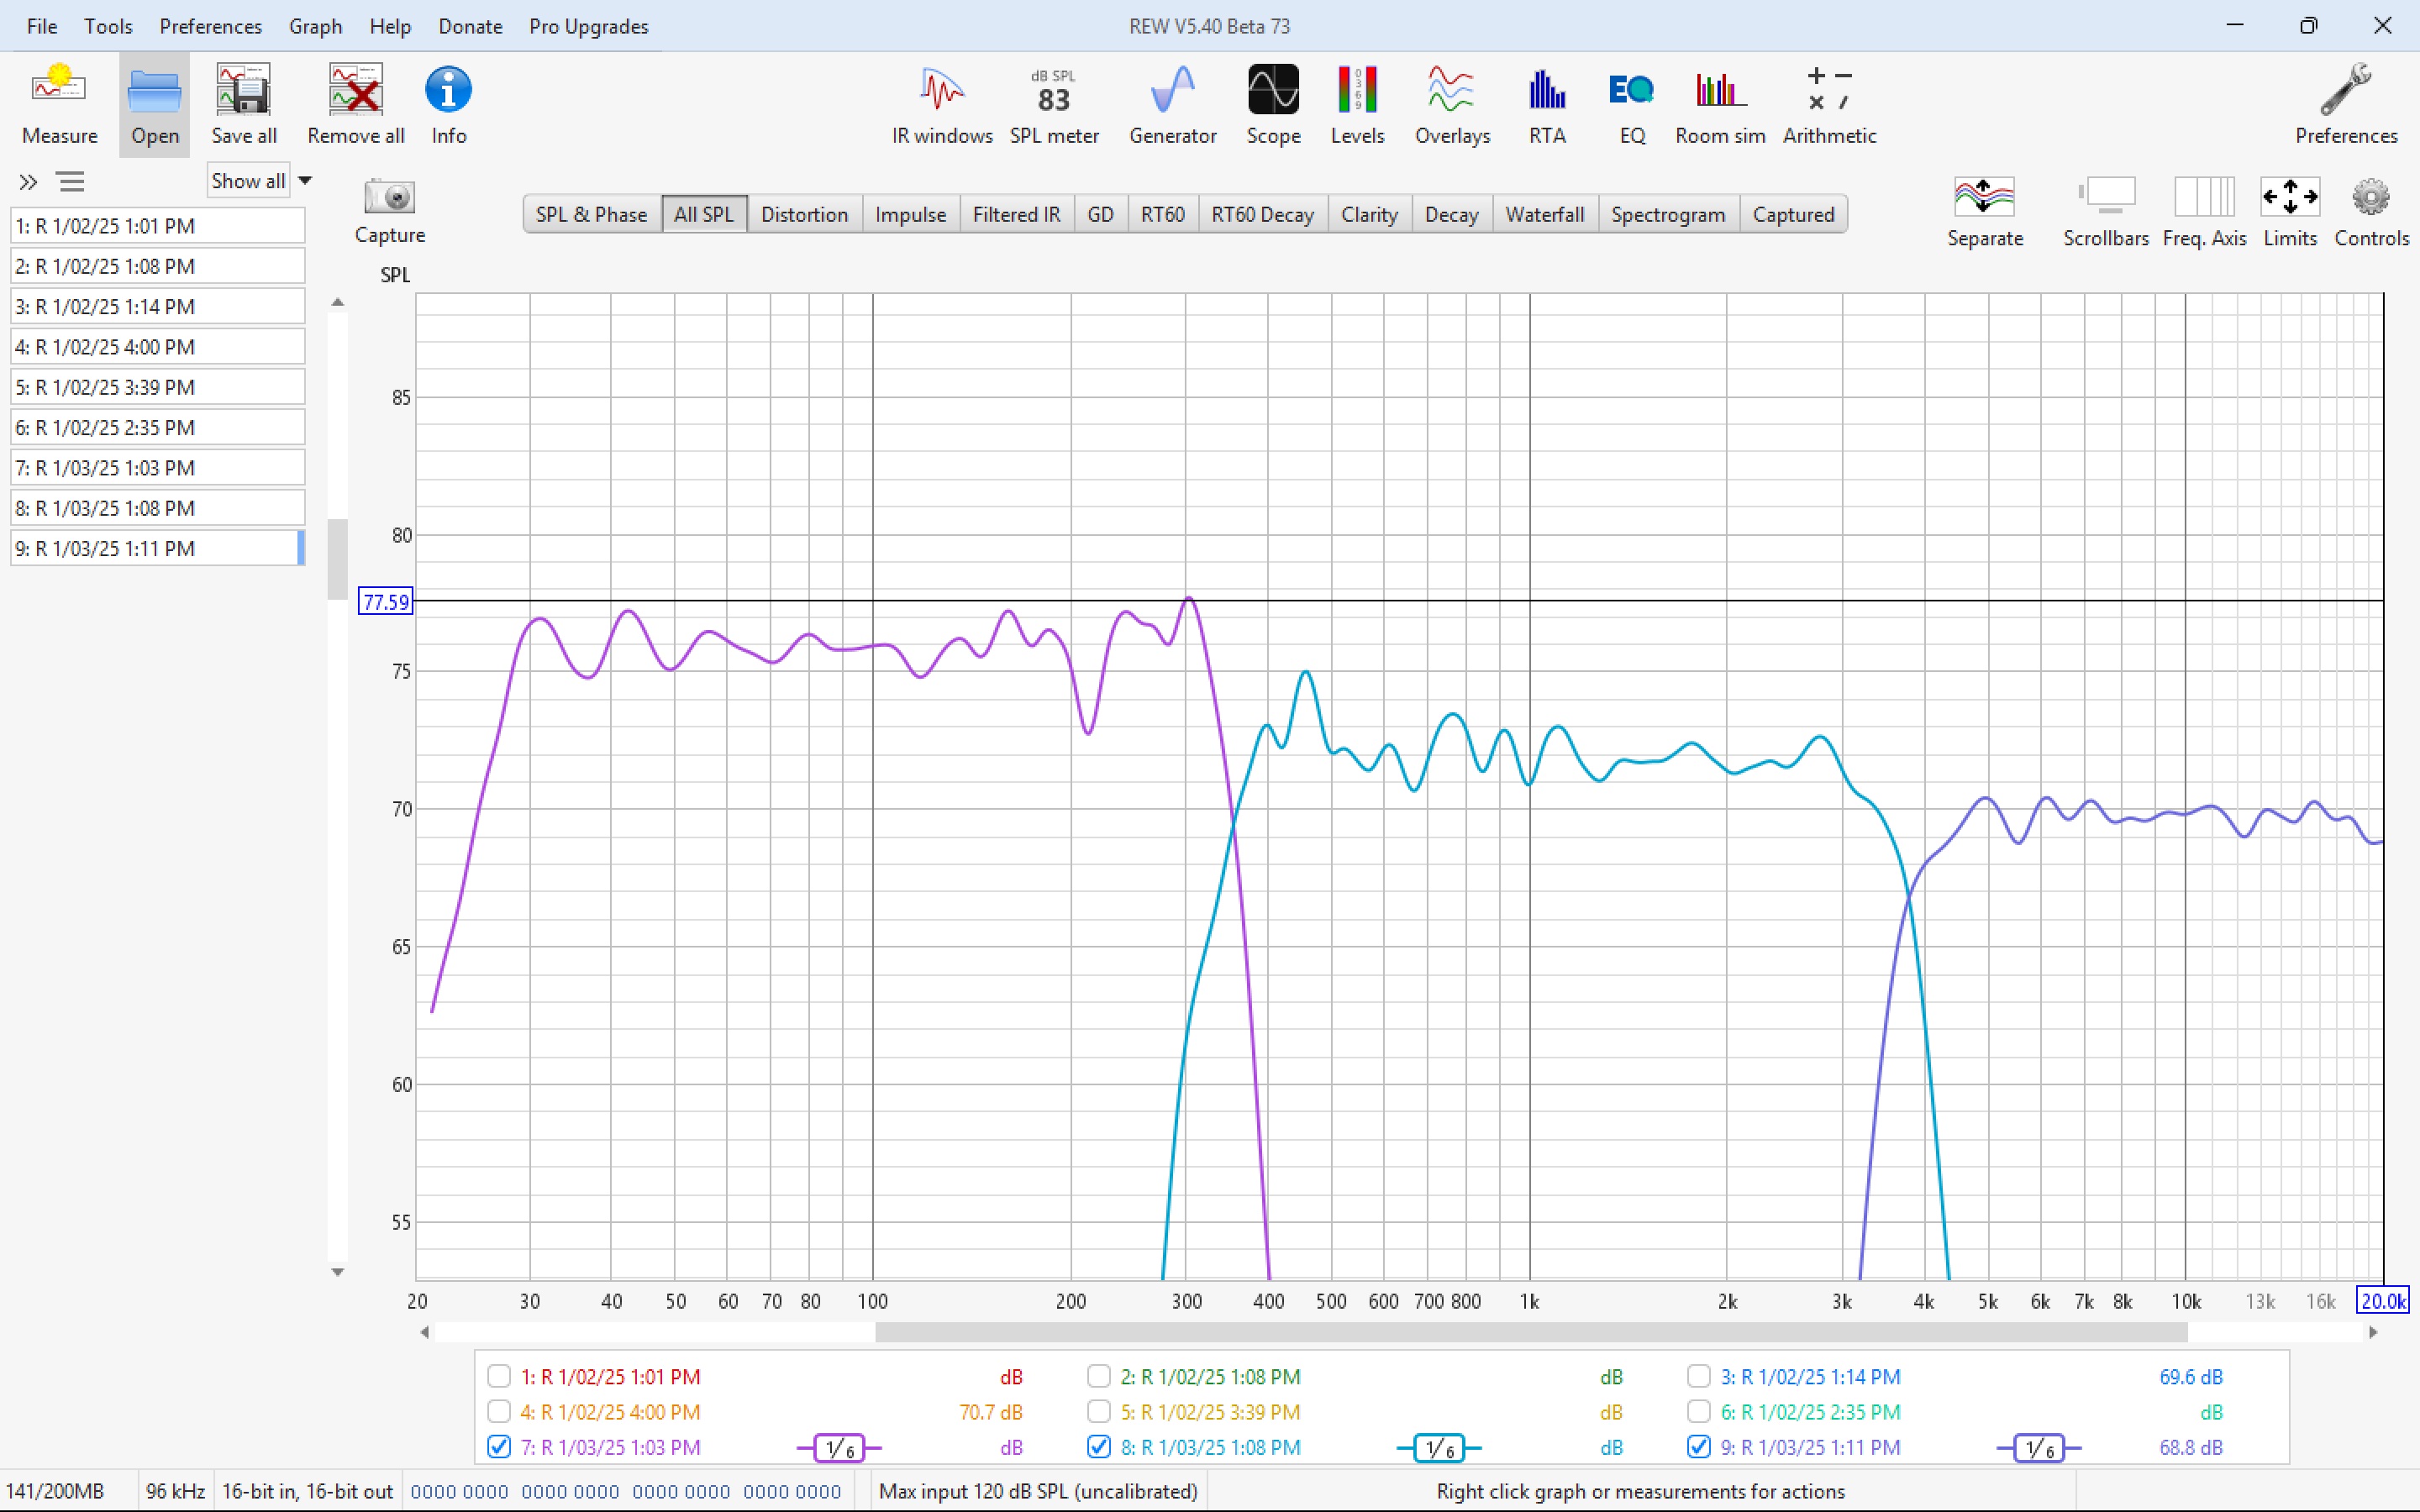 File Tools Preferences Graph Help Donate Pro Upgrades REW V5.40 Beta 73
dB SPL
83
0 3 6 9
EQ
Measure Open Save all Remove all Info IR windows SPL meter Generator Scope Levels Overlays RTA EQ Room sim Arithmetic Preferences
Show all
Capture
SPL & Phase All SPL Distortion Impulse Filtered IR GD RT60 RT60 Decay Clarity Decay Waterfall Spectrogram Captured
Separate Scrollbars Freq. Axis Limits Controls
1: R 1/02/25 1:01 PM
2: R 1/02/25 1:08 PM
3: R 1/02/25 1:14 PM
4: R 1/02/25 4:00 PM
5: R 1/02/25 3:39 PM
6: R 1/02/25 2:35 PM
7: R 1/03/25 1:03 PM
8: R 1/03/25 1:08 PM
9: R 1/03/25 1:11 PM
SPL
85
80
77.59
75
70
65
60
55
20 30 40 50 60 70 80 100 200 300 400 500 600 700 800 1k 2k 3k 4k 5k 6k 7k 8k 10k 13k 16k 20.0k
1: R 1/02/25 1:01 PM dB 2: R 1/02/25 1:08 PM dB 3: R 1/02/25 1:14 PM 69.6 dB
4: R 1/02/25 4:00 PM 70.7 dB 5: R 1/02/25 3:39 PM dB 6: R 1/02/25 2:35 PM dB
7: R 1/03/25 1:03 PM 1/6 dB 8: R 1/03/25 1:08 PM 1/6 dB 9: R 1/03/25 1:11 PM 1/6 68.8 dB
141/200MB 96 kHz 16-bit in, 16-bit out 0000 0000 0000 0000 0000 0000 0000 0000 Max input 120 dB SPL (uncalibrated) Right click graph or measurements for actions